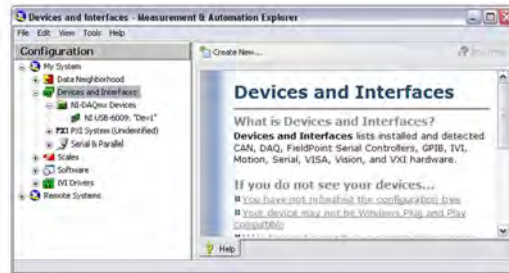 Devices and Interfaces - Measurement & Automation Explorer
File Edit View Tools Help
Configuration
My System
Data Neighborhood
Devices and Interfaces
NI-DAQmx Devices
NI USB-6009: "Dev1"
PXI PXI System (Unidentified)
Serial & Parallel
Scales
Software
IVI Drivers
Remote Systems
Create New...
Devices and Interfaces
What is Devices and Interfaces?
Devices and Interfaces lists installed and detected
CAN, DAQ, FieldPoint Serial Controllers, GPIB, IVI,
Motion, Serial, VISA, Vision, and VXI hardware.
If you do not see your devices...
You have not refreshed the configuration tree
Your device may not be Windows Plug and Play
compatible
Help